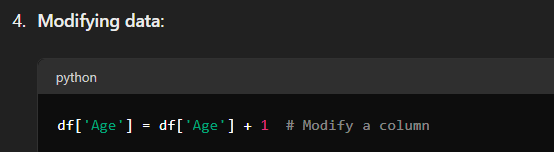 4. Modifying data:
python
df['Age'] = df['Age'] + 1  # Modify a column